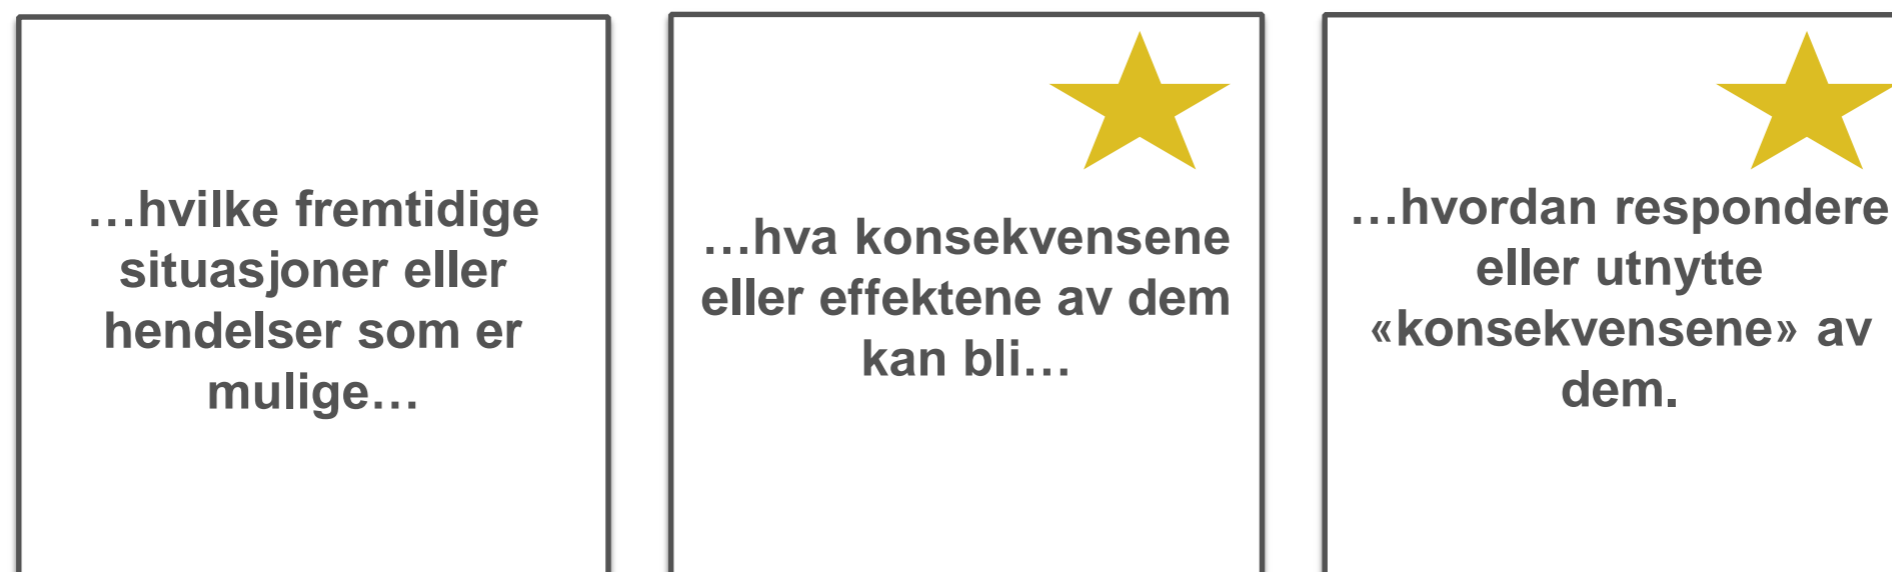 …hvilke fremtidige
situasjoner eller
hendelser som er
mulige…
…hva konsekvensene
eller effektene av dem
kan bli…
…hvordan respondere
eller utnytte
«konsekvensene» av
dem.